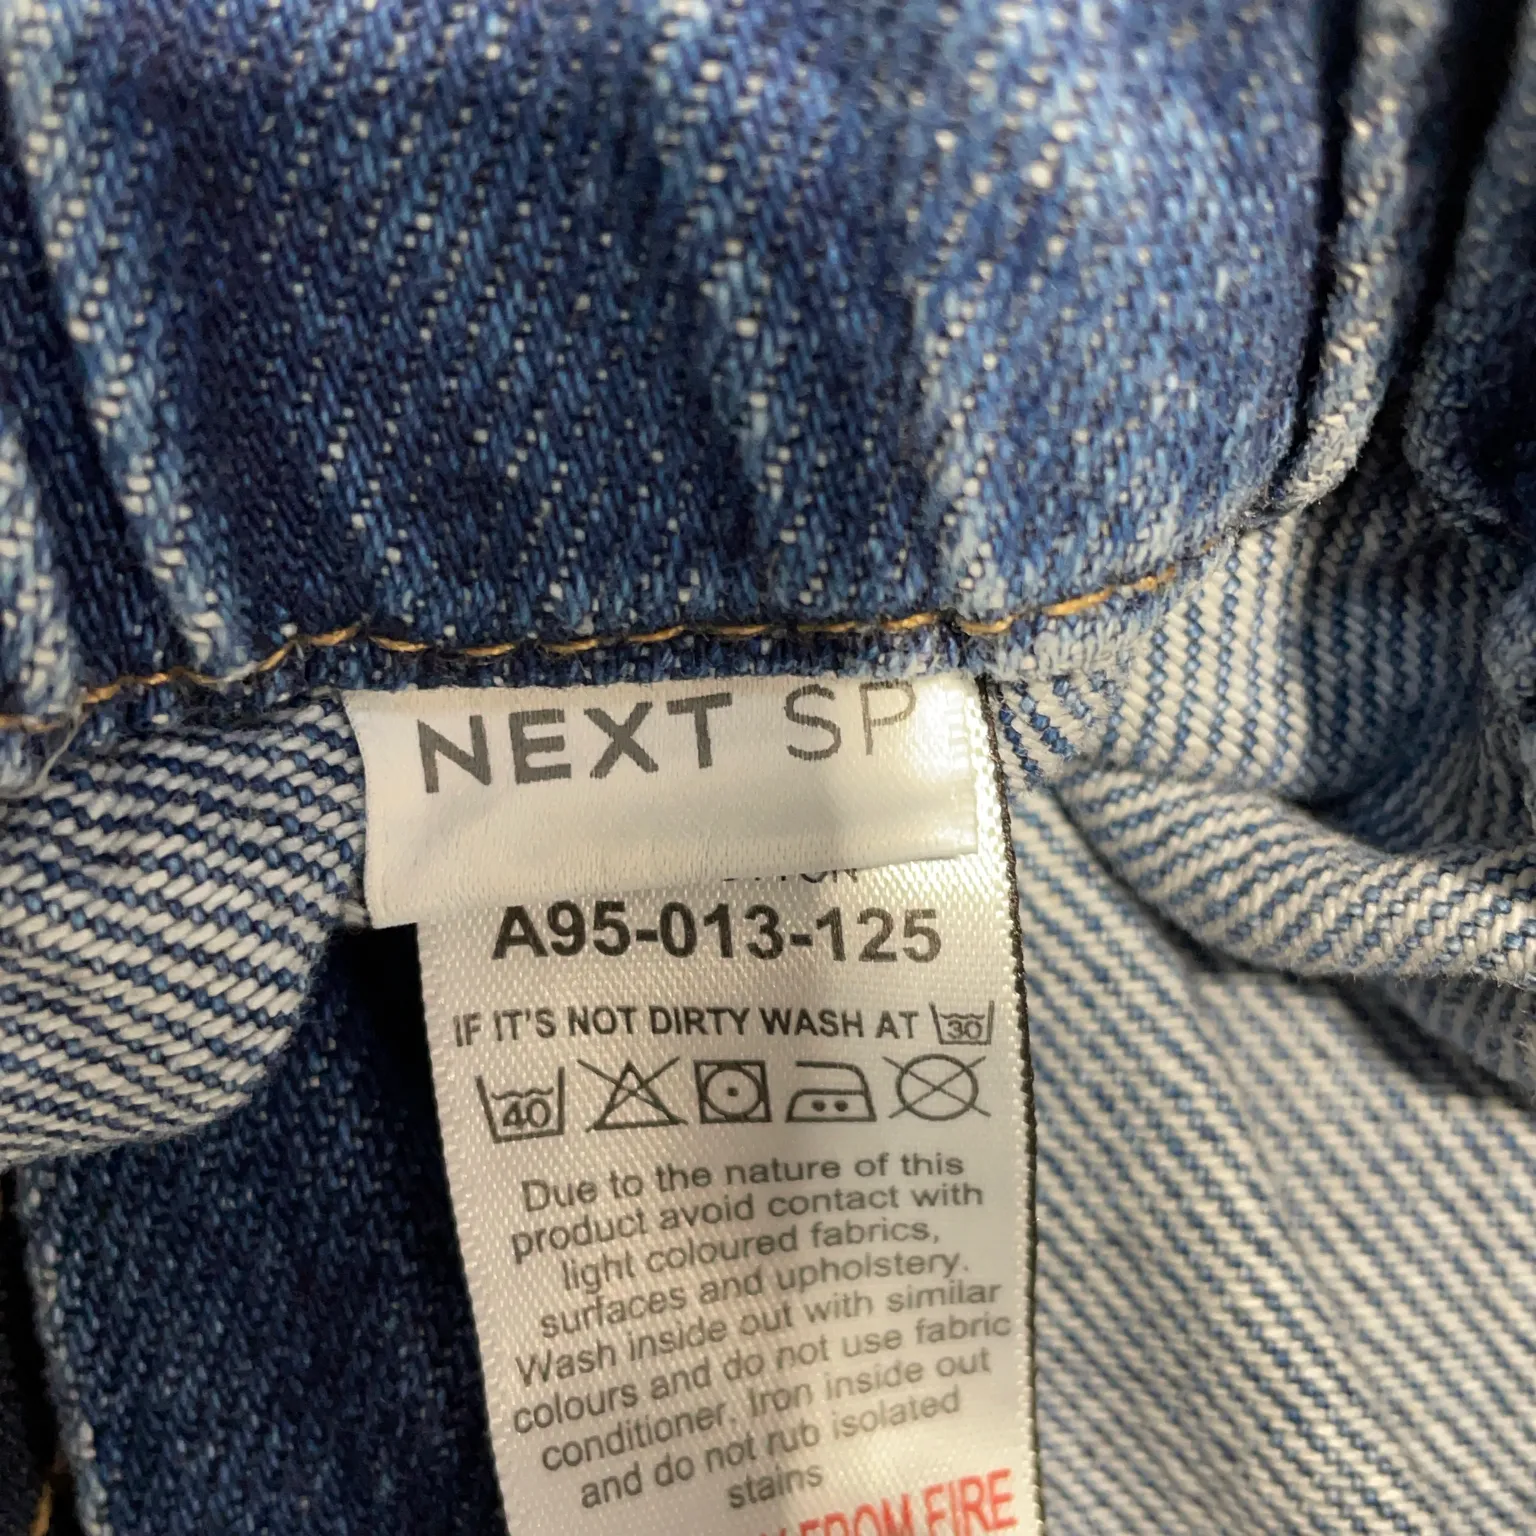 NEXT SP
A95-013-125
IF IT'S NOT DIRTY WASH AT 30
40
Due to the nature of this
product avoid contact with
light coloured fabrics,
surfaces and upholstery.
Wash inside out with similar
colours and do not use fabric
conditioner. Iron inside out
and do not rub isolated
stains
FROM FIRE